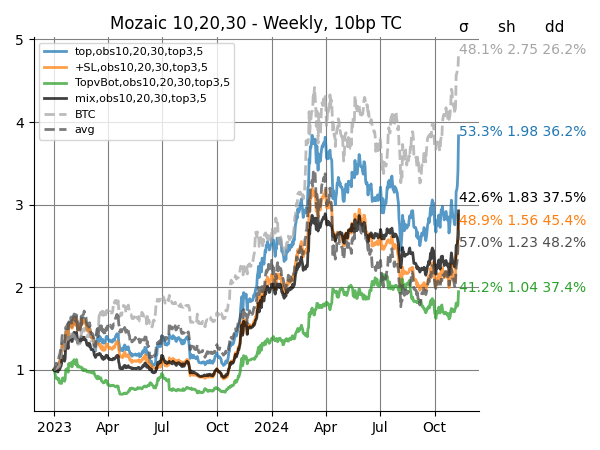 Mozaic 10,20,30 - Weekly, 10bp TC
σ sh dd
5
4
3
2
1
top,obs10,20,30,top3,5
+SL,obs10,20,30,top3,5
TopvBot,obs10,20,30,top3,5
mix,obs10,20,30,top3,5
BTC
avg
48.1% 2.75 26.2%
53.3% 1.98 36.2%
42.6% 1.83 37.5%
48.9% 1.56 45.4%
57.0% 1.23 48.2%
41.2% 1.04 37.4%
2023 Apr Jul Oct 2024 Apr Jul Oct